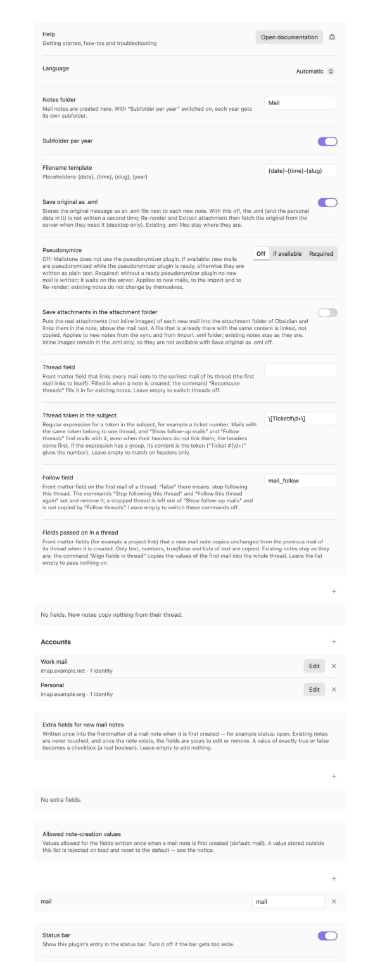 Help
Getting started, how-tos and troubleshooting
Open documentation
Language
Automatic
Notes folder
Mail notes are created here. With "Subfolder per year" switched on, each year gets
its own subfolder.
Mail
Subfolder per year
Filename template
Placeholders: {date}, {time}, {slug}, {year}
{date}-{time}-{slug}
Save original as .eml
Stores the original message as an .eml file next to each new note. With this off, the .eml (and the personal
data in it) is not written a second time; Re-render and Extract attachment then fetch the original from the
server when they need it (desktop only). Existing .eml files stay where they are.
Pseudonymize
Off: Maildone does not use the pseudonymizer plugin. If available: new mails
are pseudonymized while the pseudonymizer plugin is ready, otherwise they are
written as plain text. Required: without a ready pseudonymizer plugin no new
mail is written; it waits on the server. Applies to new mails, to the import and to
Re-render; existing notes do not change by themselves.
Off
If available
Required
Save attachments in the attachment folder
Puts the real attachments (not inline images) of each new mail into the attachment folder of Obsidian and
links them in the note, above the mail text. A file that is already there with the same content is linked, not
copied. Applies to new notes from the sync and from Import .eml folder; existing notes stay as they are.
Inline images remain in the .eml only, so they are not available with Save original as .eml off.
Thread field
Front matter field that links every mail note to the earliest mail of its thread (the first
mail links to itself). Filled in when a note is created; the command "Recompute
threads" fills it in for existing notes. Leave empty to switch threads off.
Thread token in the subject
Regular expression for a token in the subject, for example a ticket number. Mails with
the same token belong to one thread, and "Show follow-up mails" and "Follow
threads" find mails with it, even when their headers do not link them; the headers
come first. If the expression has a group, its content is the token ("Ticket #(\d+)"
gives the number). Leave empty to match on headers only.
\[Ticket#\d+\]
Follow field
Front matter field on the first mail of a thread. "false" there means: stop following
this thread. The commands "Stop following this thread" and "Follow this thread
again" set and remove it; a stopped thread is left out of "Show follow-up mails" and
is not copied by "Follow threads". Leave empty to switch these commands off.
mail_follow
Fields passed on in a thread
Front matter fields (for example a project link) that a new mail note copies unchanged from the previous mail of
its thread when it is created. Only text, numbers, true/false and lists of text are copied. Existing notes stay as they
are; the command "Align fields in thread" copies the values of the first mail into the whole thread. Leave the list
empty to pass nothing on.
+
No fields. New notes copy nothing from their thread.
Accounts
+
Work mail
imap.example.net · 1 identity
Edit
×
Personal
imap.example.org · 1 identity
Edit
×
Extra fields for new mail notes
Written once into the frontmatter of a mail note when it is first created — for example status: open. Existing notes
are never touched, and once the note exists, the fields are yours to edit or remove. A value of exactly true or false
becomes a checkbox (a real boolean). Leave empty to add nothing.
+
No extra fields.
Allowed note-creation values
Values allowed for the fields written once when a mail note is first created (default: mail). A value stored outside
this list is rejected on load and reset to the default — see the notice.
+
mail
mail
×
Status bar
Show this plugin's entry in the status bar. Turn it off if the bar gets too wide.